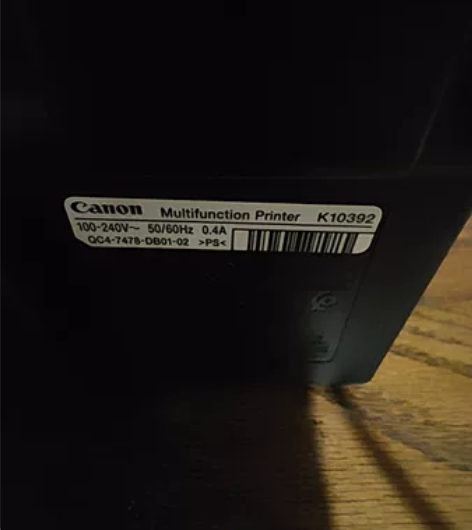 Canon Multifunction Printer K10392
100-240V~ 50/60Hz 0.4A
QC4-7478-DB01-02 >PS<